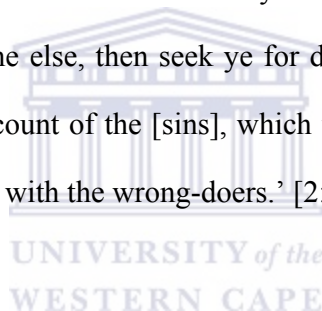 ne else, then seek ye for d
count of the [sins], which
with the wrong-doers.’ [2:
UNIVERSITY of the
WESTERN CAPE